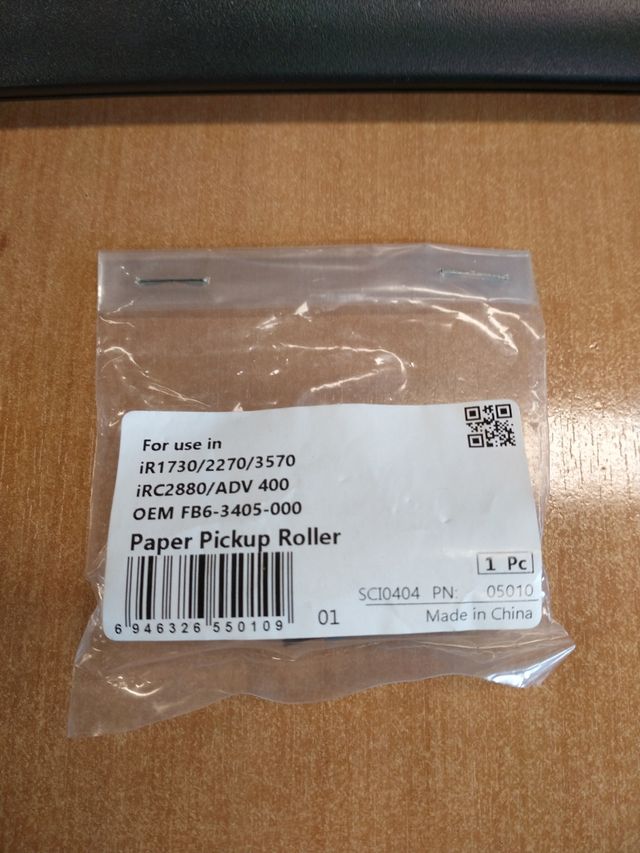 For use in
iR1730/2270/3570
iRC2880/ADV 400
OEM FB6-3405-000
Paper Pickup Roller
1 Pc
SCI0404 PN: 05010
6 946326 550109 01
Made in China